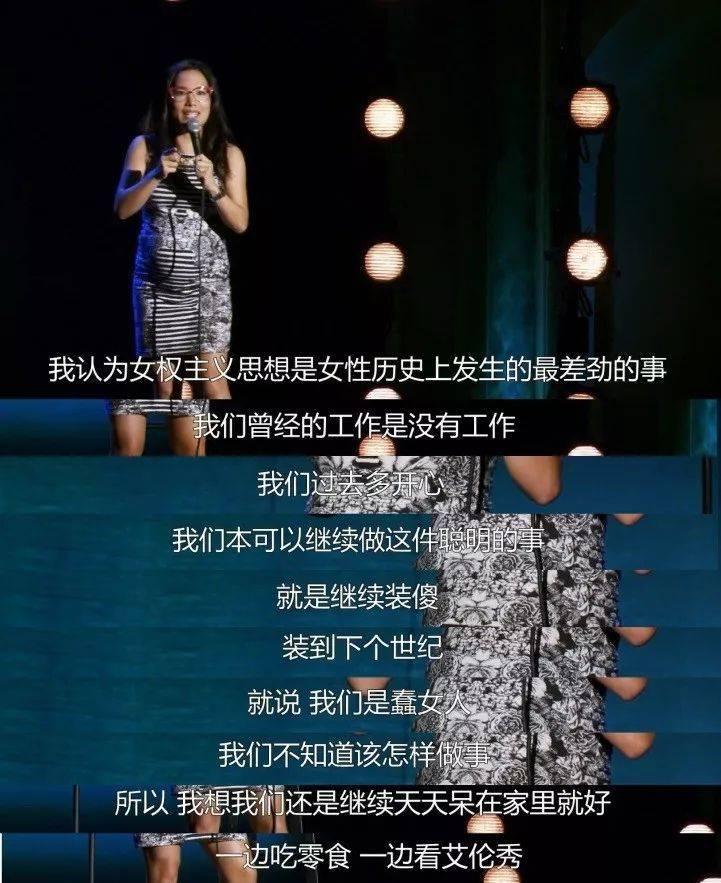 我认为女权主义思想是女性历史上发生的最差劲的事
我们曾经的工作是没有工作
我们过去多开心
我们本可以继续做这件聪明的事
就是继续装傻
装到下个世纪
就说 我们是蠢女人
我们不知道该怎样做事
所以 我想我们还是继续天天呆在家里就好
一边吃零食 一边看艾伦秀